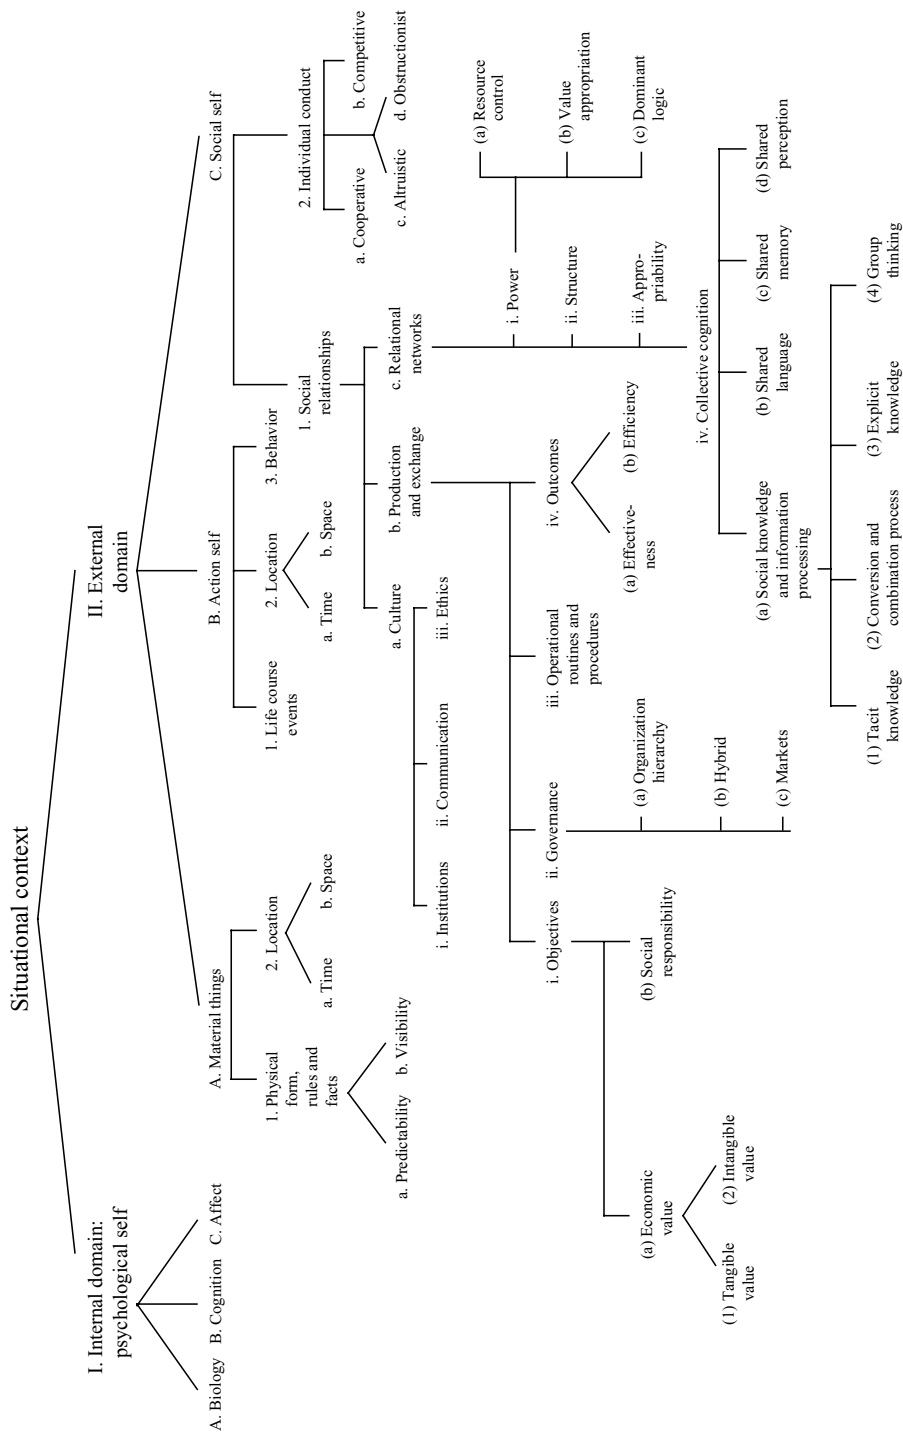 Situational context
I. Internal domain:
psychological self
II. External
domain
A. Biology
B. Cognition
C. Affect
A. Material things
B. Action self
C. Social self
1. Physical
form,
rules and
facts
2. Location
1. Life course
events
2. Location
3. Behavior
1. Social
relationships
2. Individual conduct
a. Predictability
b. Visibility
a. Time
b. Space
a. Time
b. Space
a. Cooperative
b. Competitive
c. Altruistic
d. Obstructionist
a. Culture
b. Production
and exchange
c. Relational
networks
i. Institutions
ii. Communication
iii. Ethics
i. Power
ii. Structure
iii. Appro-
priability
(a) Resource
control
(b) Value
appropriation
(c) Dominant
logic
i. Objectives
ii. Governance
iii. Operational
routines and
procedures
iv. Outcomes
(a) Effective-
ness
(b) Efficiency
(a) Economic
value
(b) Social
responsibility
(a) Organization
hierarchy
(b) Hybrid
(c) Markets
(1) Tangible
value
(2) Intangible
value
iv. Collective cognition
(a) Social knowledge
and information
processing
(b) Shared
language
(c) Shared
memory
(d) Shared
perception
(1) Tacit
knowledge
(2) Conversion and
combination process
(3) Explicit
knowledge
(4) Group
thinking